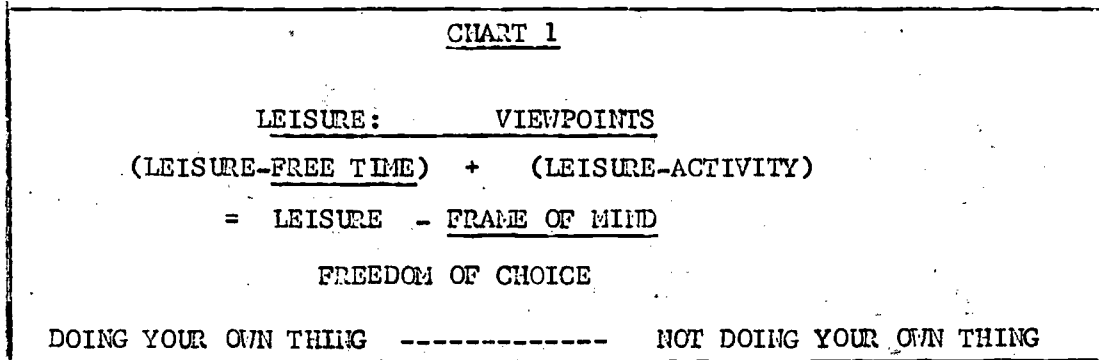 CHART 1
LEISURE: VIEWPOINTS
(LEISURE-FREE TIME) + (LEISURE-ACTIVITY)
= LEISURE - FRAME OF MIND
FREEDOM OF CHOICE
DOING YOUR OWN THING ------------- NOT DOING YOUR OWN THING